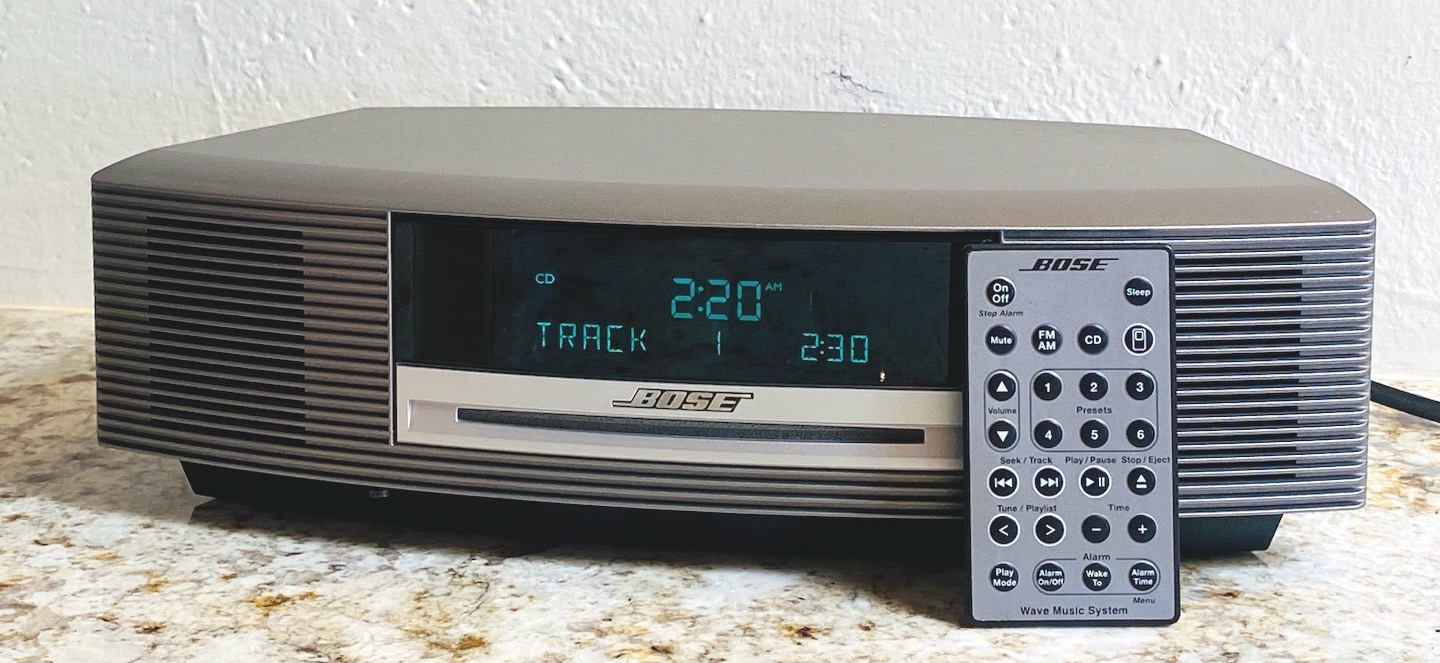 CD
2:20 AM
TRACK 1 2:30
BOSE
BOSE
On Off Sleep
Stop Alarm
Mute FM AM CD
1 2 3
Volume Presets
4 5 6
Seek / Track Play / Pause Stop / Eject
Tune / Playlist Time
< > − +
Alarm
Play Mode Alarm On/Off Wake To Alarm Time
Menu
Wave Music System